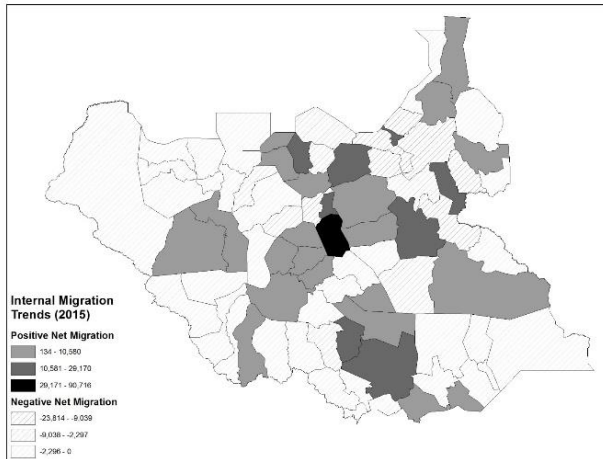 Internal Migration
Trends (2015)
Positive Net Migration
134 - 10,580
10,581 - 29,170
29,171 - 90,716
Negative Net Migration
-23,814 - -9,039
-9,038 - -2,297
-2,296 - 0